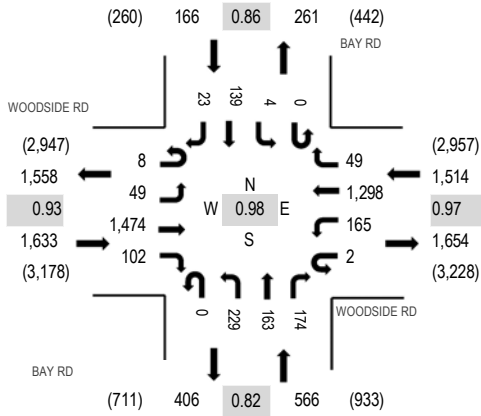 (260) 166 0.86 261 (442)
BAY RD
WOODSIDE RD
23 139 4 0
(2,947) (2,957)
8 49
1,558 1,514
49 N 1,298
0.93 W 0.98 E 0.97
1,474 165
1,633 S 1,654
102 2
(3,178) (3,228)
0 229 163 174
WOODSIDE RD
BAY RD
(711) 406 0.82 566 (933)